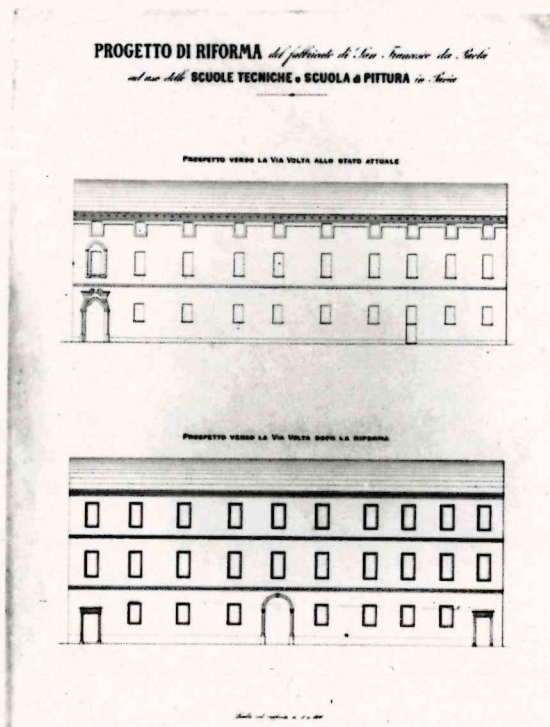 PROGETTO DI RIFORMA del fabbricato di San Francesco da Paola
ad uso delle SCUOLE TECNICHE e SCUOLA di PITTURA in Pavia
PROSPETTO VERSO LA VIA VOLTA ALLO STATO ATTUALE
PROSPETTO VERSO LA VIA VOLTA DOPO LA RIFORMA